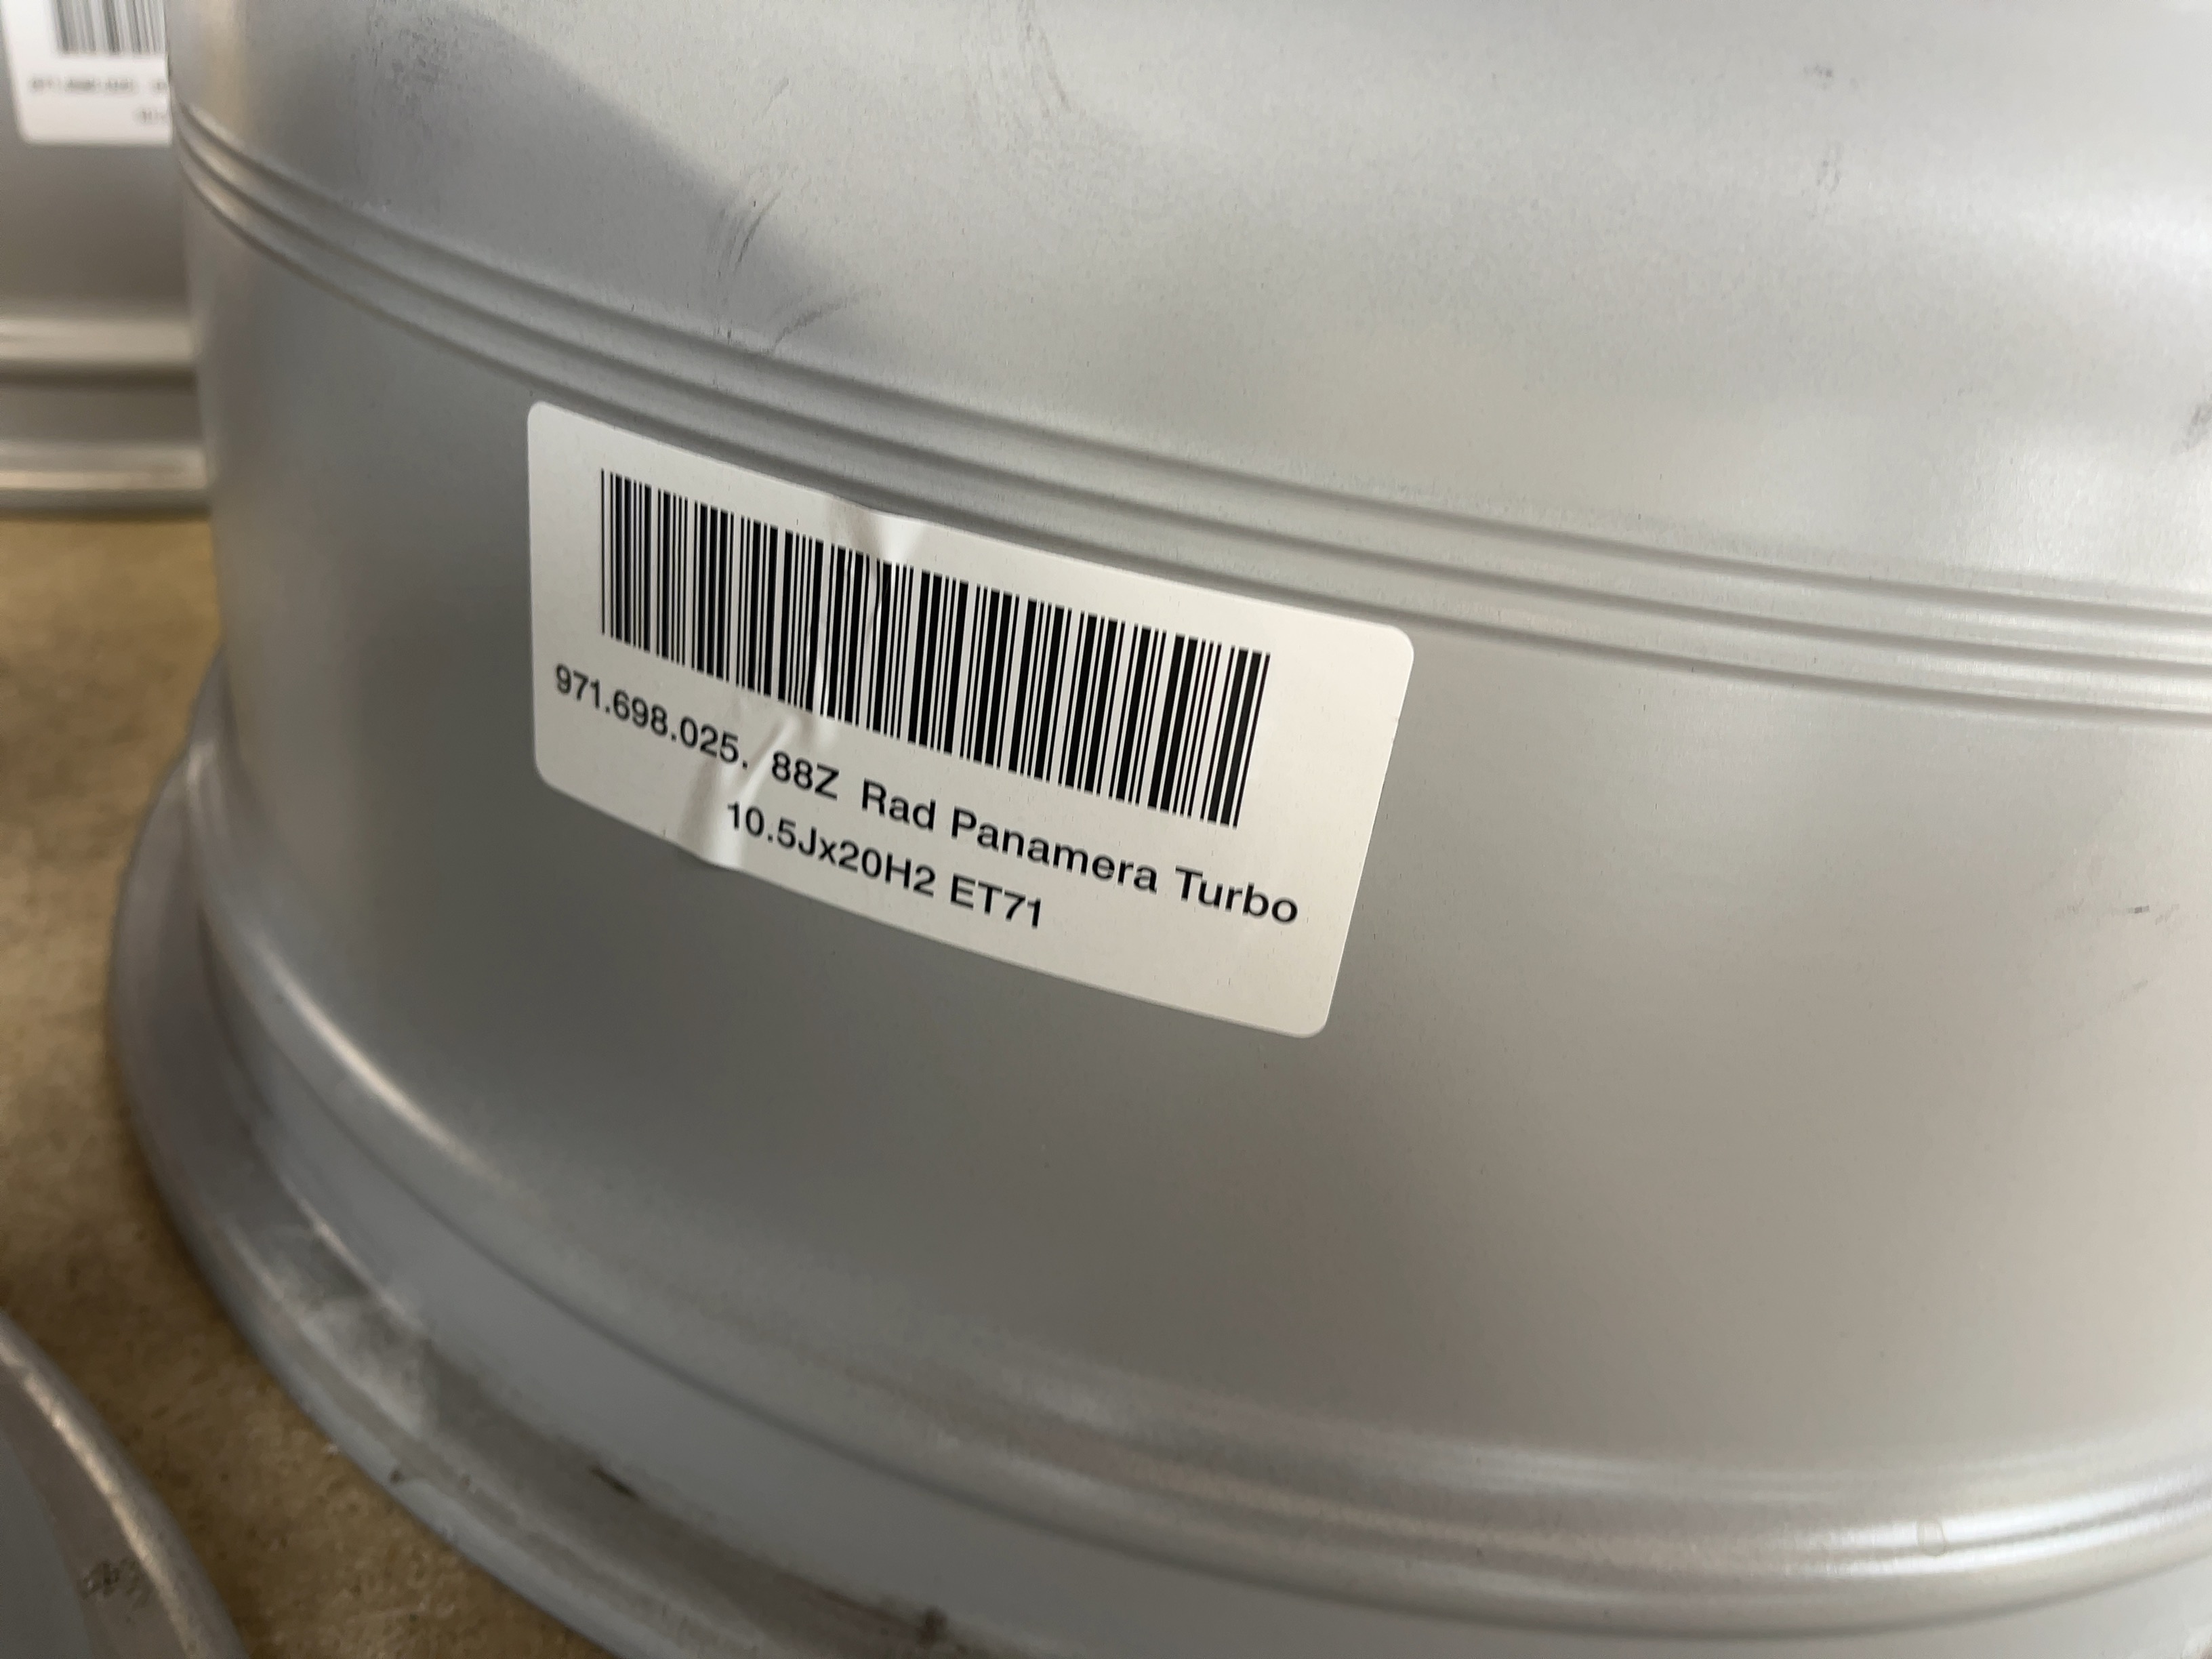 971.698.025. 88Z Rad Panamera Turbo
10.5Jx20H2 ET71